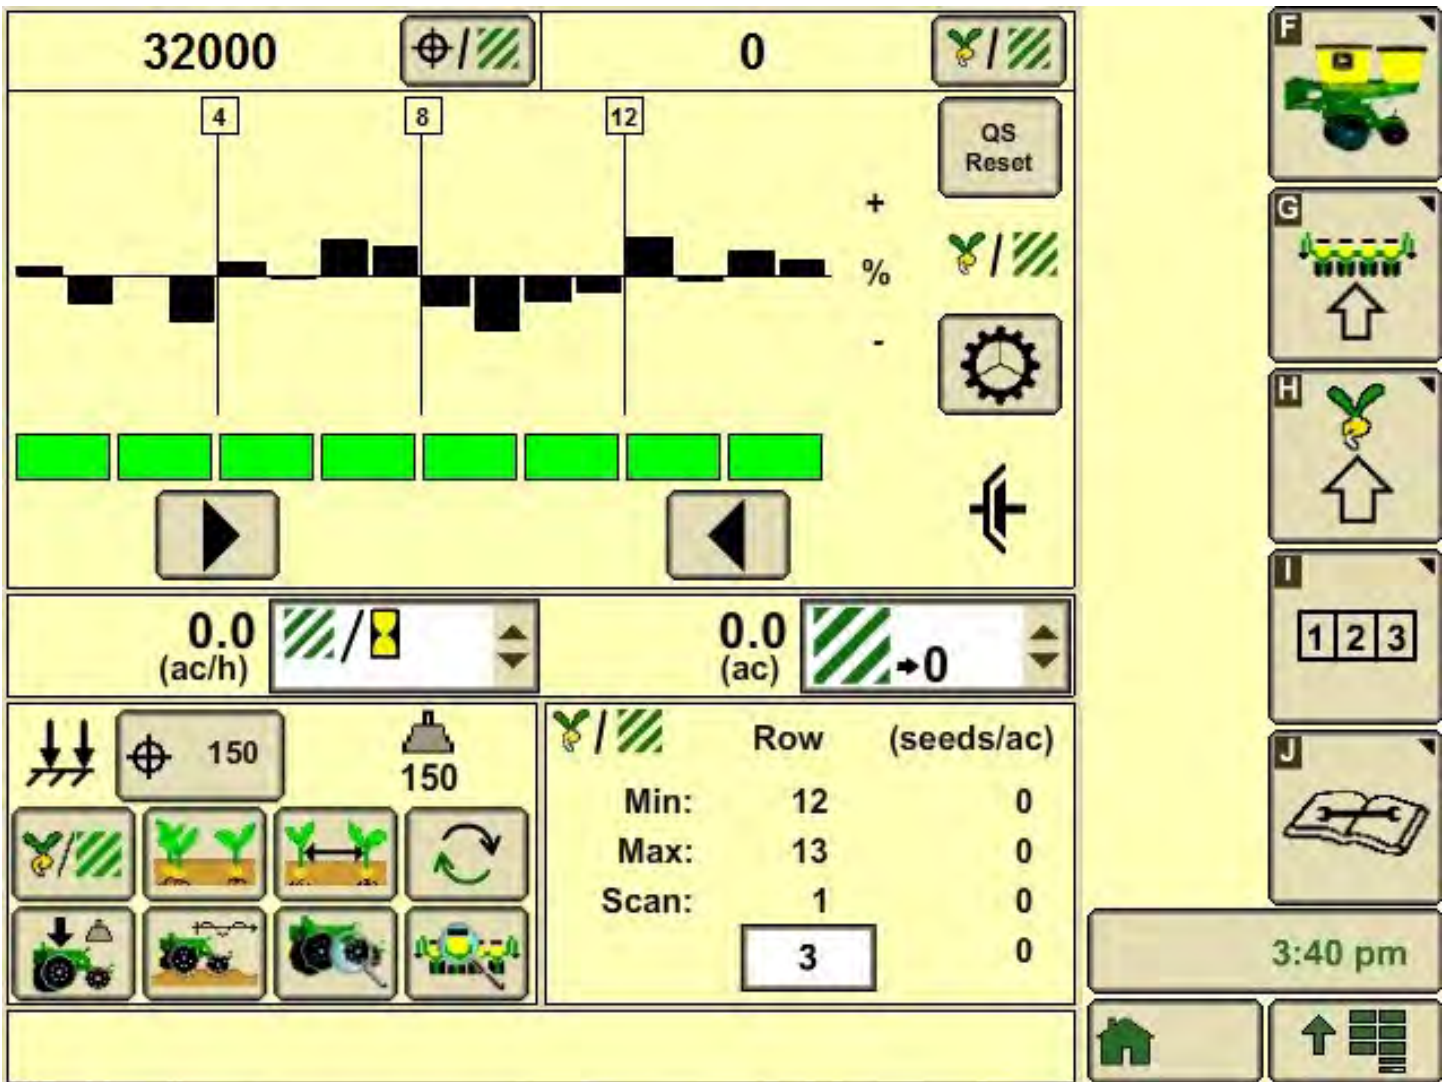 32000
0
F
4
8
12
QS
Reset
+
%
-
G
H
I
1 2 3
0.0
(ac/h)
0.0
(ac)
0
150
150
Row (seeds/ac)
Min: 12 0
Max: 13 0
Scan: 1 0
3 0
J
3:40 pm